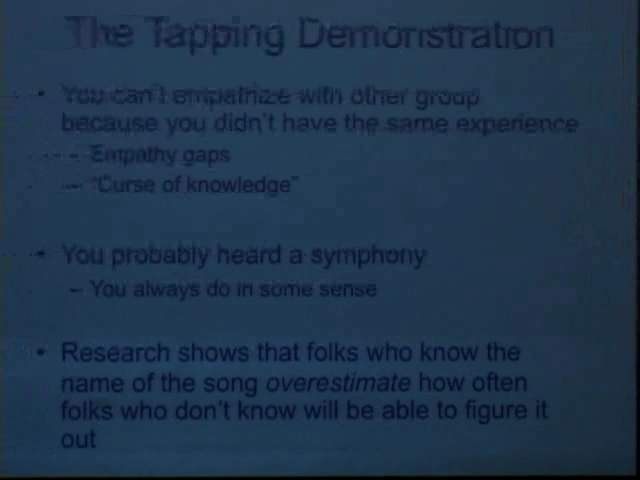 The Tapping Demonstration
• You can't empathize with other group
because you didn't have the same experience
– Empathy gaps
– "Curse of knowledge"
• You probably heard a symphony
– You always do in some sense
• Research shows that folks who know the
name of the song overestimate how often
folks who don't know will be able to figure it
out